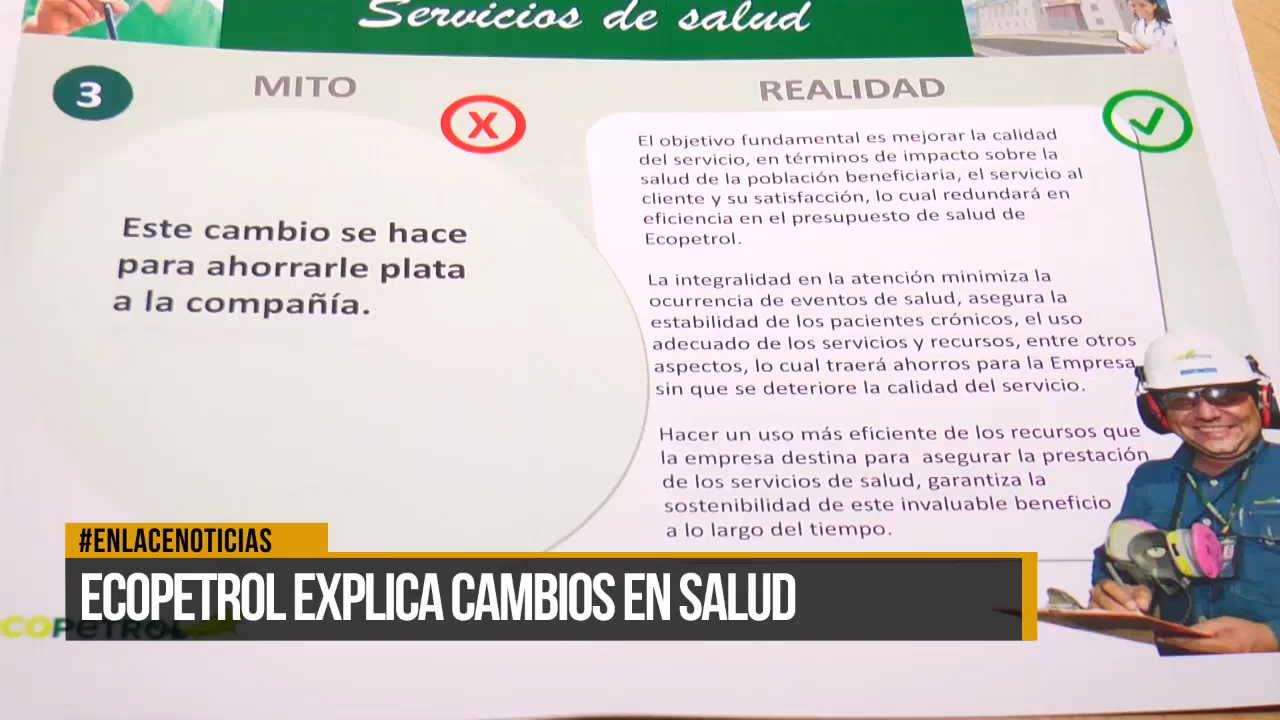 Servicios de salud
3
MITO
X
REALIDAD
Este cambio se hace
para ahorrarle plata
a la compañía.
El objetivo fundamental es mejorar la calidad
del servicio, en términos de impacto sobre la
salud de la población beneficiaria, el servicio al
cliente y su satisfacción, lo cual redundará en
eficiencia en el presupuesto de salud de
Ecopetrol.
La integralidad en la atención minimiza la
ocurrencia de eventos de salud, asegura la
estabilidad de los pacientes crónicos, el uso
adecuado de los servicios y recursos, entre otros
aspectos, lo cual traerá ahorros para la Empresa
sin que se deteriore la calidad del servicio.
Hacer un uso más eficiente de los recursos que
la empresa destina para asegurar la prestación
de los servicios de salud, garantiza la
sostenibilidad de este invaluable beneficio
a lo largo del tiempo.
#ENLACENOTICIAS
ECOPETROL EXPLICA CAMBIOS EN SALUD